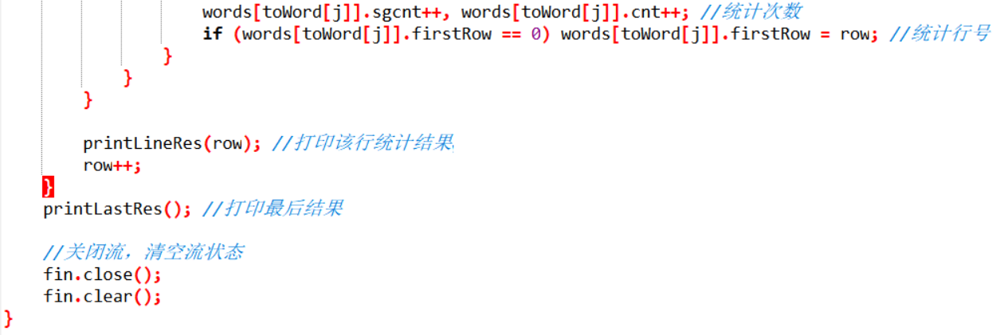 words[toWord[j]].sgcnt++, words[toWord[j]].cnt++; //统计次数
if (words[toWord[j]].firstRow == 0) words[toWord[j]].firstRow = row; //统计行号
}
}
}
printLineRes(row); //打印该行统计结果
row++;
}
printLastRes(); //打印最后结果
//关闭流，清空流状态
fin.close();
fin.clear();
}